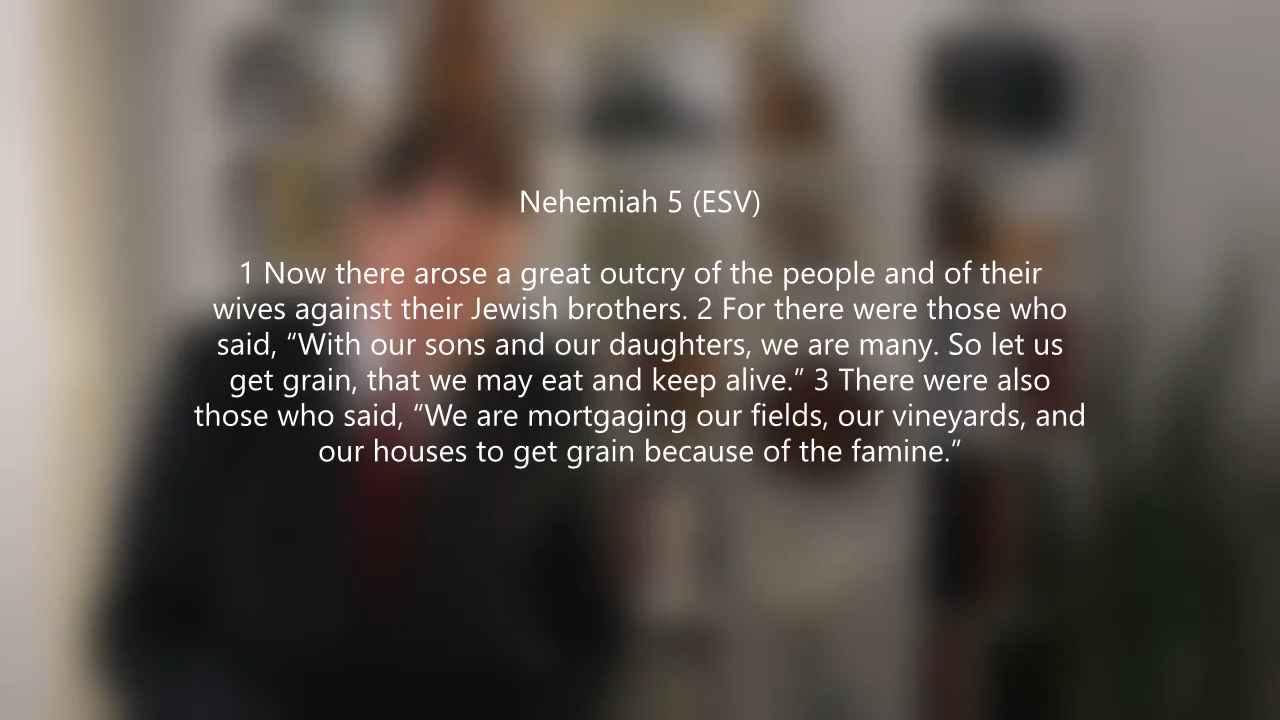 Nehemiah 5 (ESV)
1 Now there arose a great outcry of the people and of their
wives against their Jewish brothers. 2 For there were those who
said, “With our sons and our daughters, we are many. So let us
get grain, that we may eat and keep alive.” 3 There were also
those who said, “We are mortgaging our fields, our vineyards, and
our houses to get grain because of the famine.”